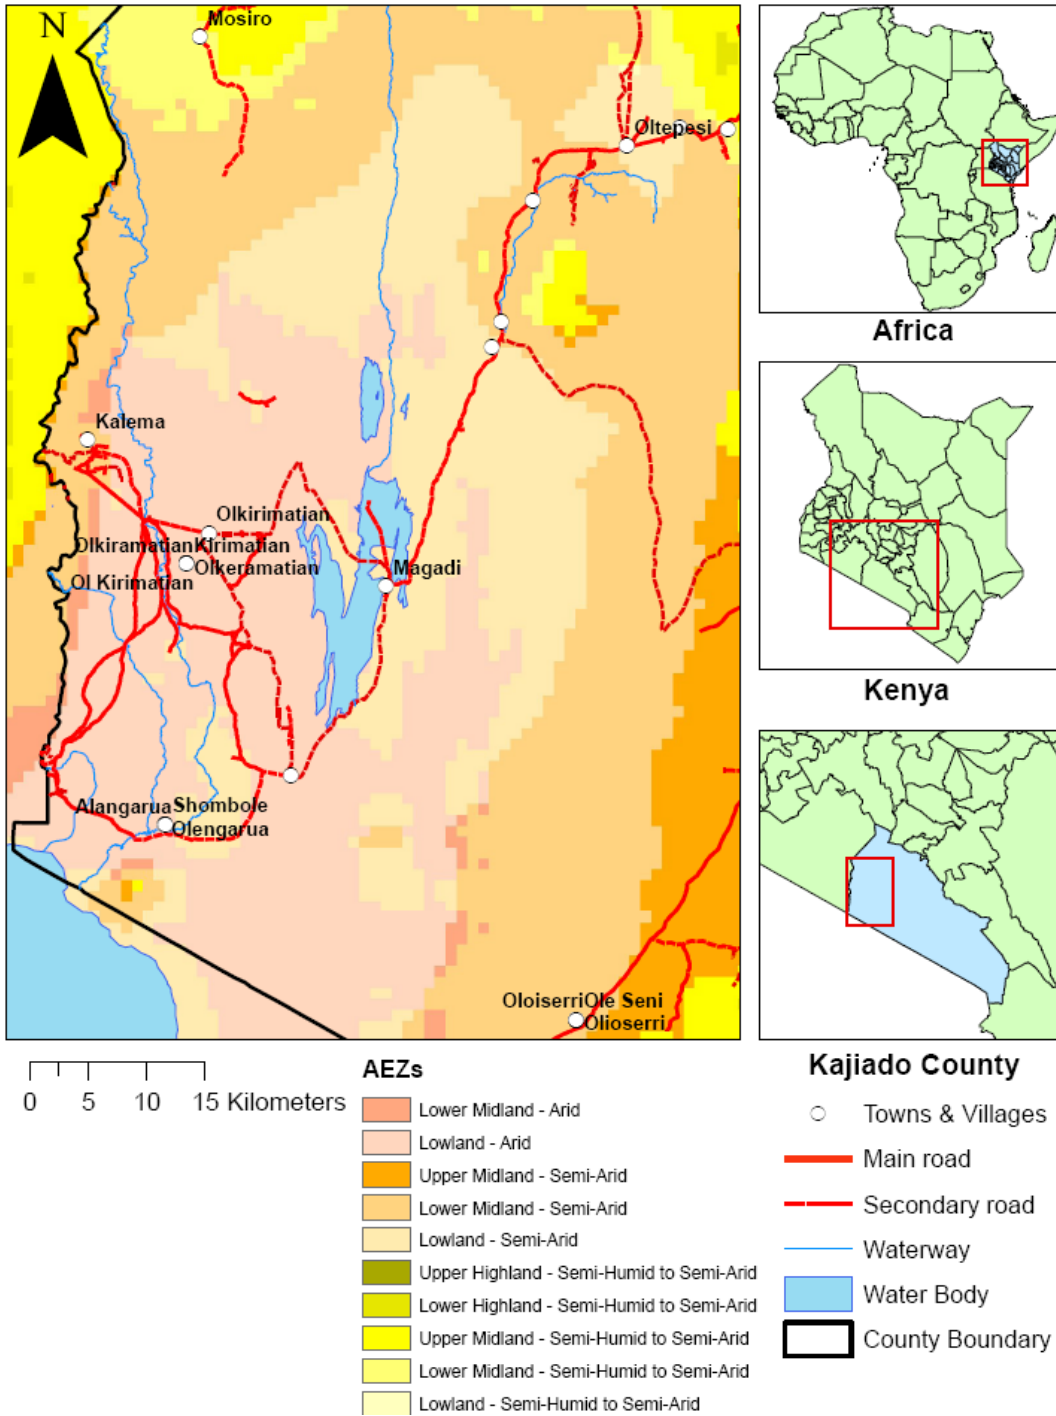 N
Mosiro
Oltepesi
Kalema
Olkirimatian
OlkiramatianKirimatian
Olkeramatian
Ol Kirimatian
Magadi
Alangarua Shombole
Olengarua
OloiserriOle Seni
Olioserri
Africa
Kenya
Kajiado County
0 5 10 15 Kilometers
AEZs
Lower Midland - Arid
Lowland - Arid
Upper Midland - Semi-Arid
Lower Midland - Semi-Arid
Lowland - Semi-Arid
Upper Highland - Semi-Humid to Semi-Arid
Lower Highland - Semi-Humid to Semi-Arid
Upper Midland - Semi-Humid to Semi-Arid
Lower Midland - Semi-Humid to Semi-Arid
Lowland - Semi-Humid to Semi-Arid
Towns & Villages
Main road
Secondary road
Waterway
Water Body
County Boundary